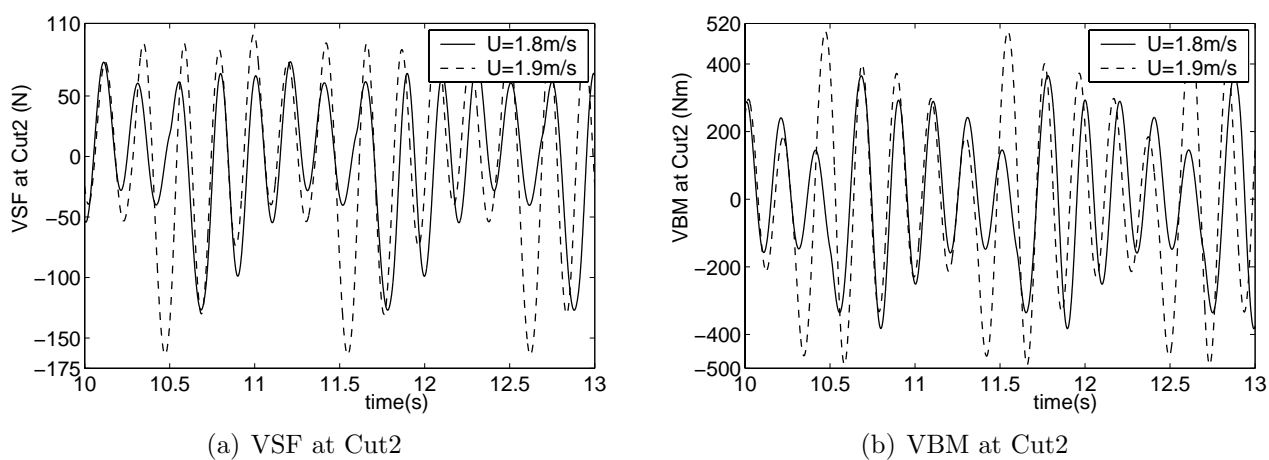 110
50
0
−50
−100
−150
−175
VSF at Cut2 (N)
U=1.8m/s
U=1.9m/s
10
10.5
11
11.5
12
12.5
13
time(s)
(a) VSF at Cut2
520
400
200
0
−200
−400
−500
VBM at Cut2 (Nm)
U=1.8m/s
U=1.9m/s
10
10.5
11
11.5
12
12.5
13
time(s)
(b) VBM at Cut2